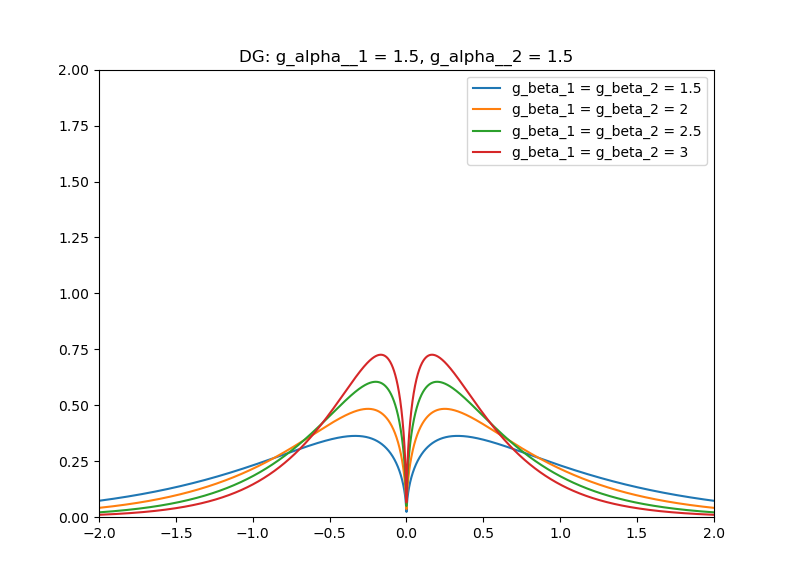 DG: g_alpha__1 = 1.5, g_alpha__2 = 1.5
g_beta_1 = g_beta_2 = 1.5
g_beta_1 = g_beta_2 = 2
g_beta_1 = g_beta_2 = 2.5
g_beta_1 = g_beta_2 = 3
2.00
1.75
1.50
1.25
1.00
0.75
0.50
0.25
0.00
−2.0 −1.5 −1.0 −0.5 0.0 0.5 1.0 1.5 2.0